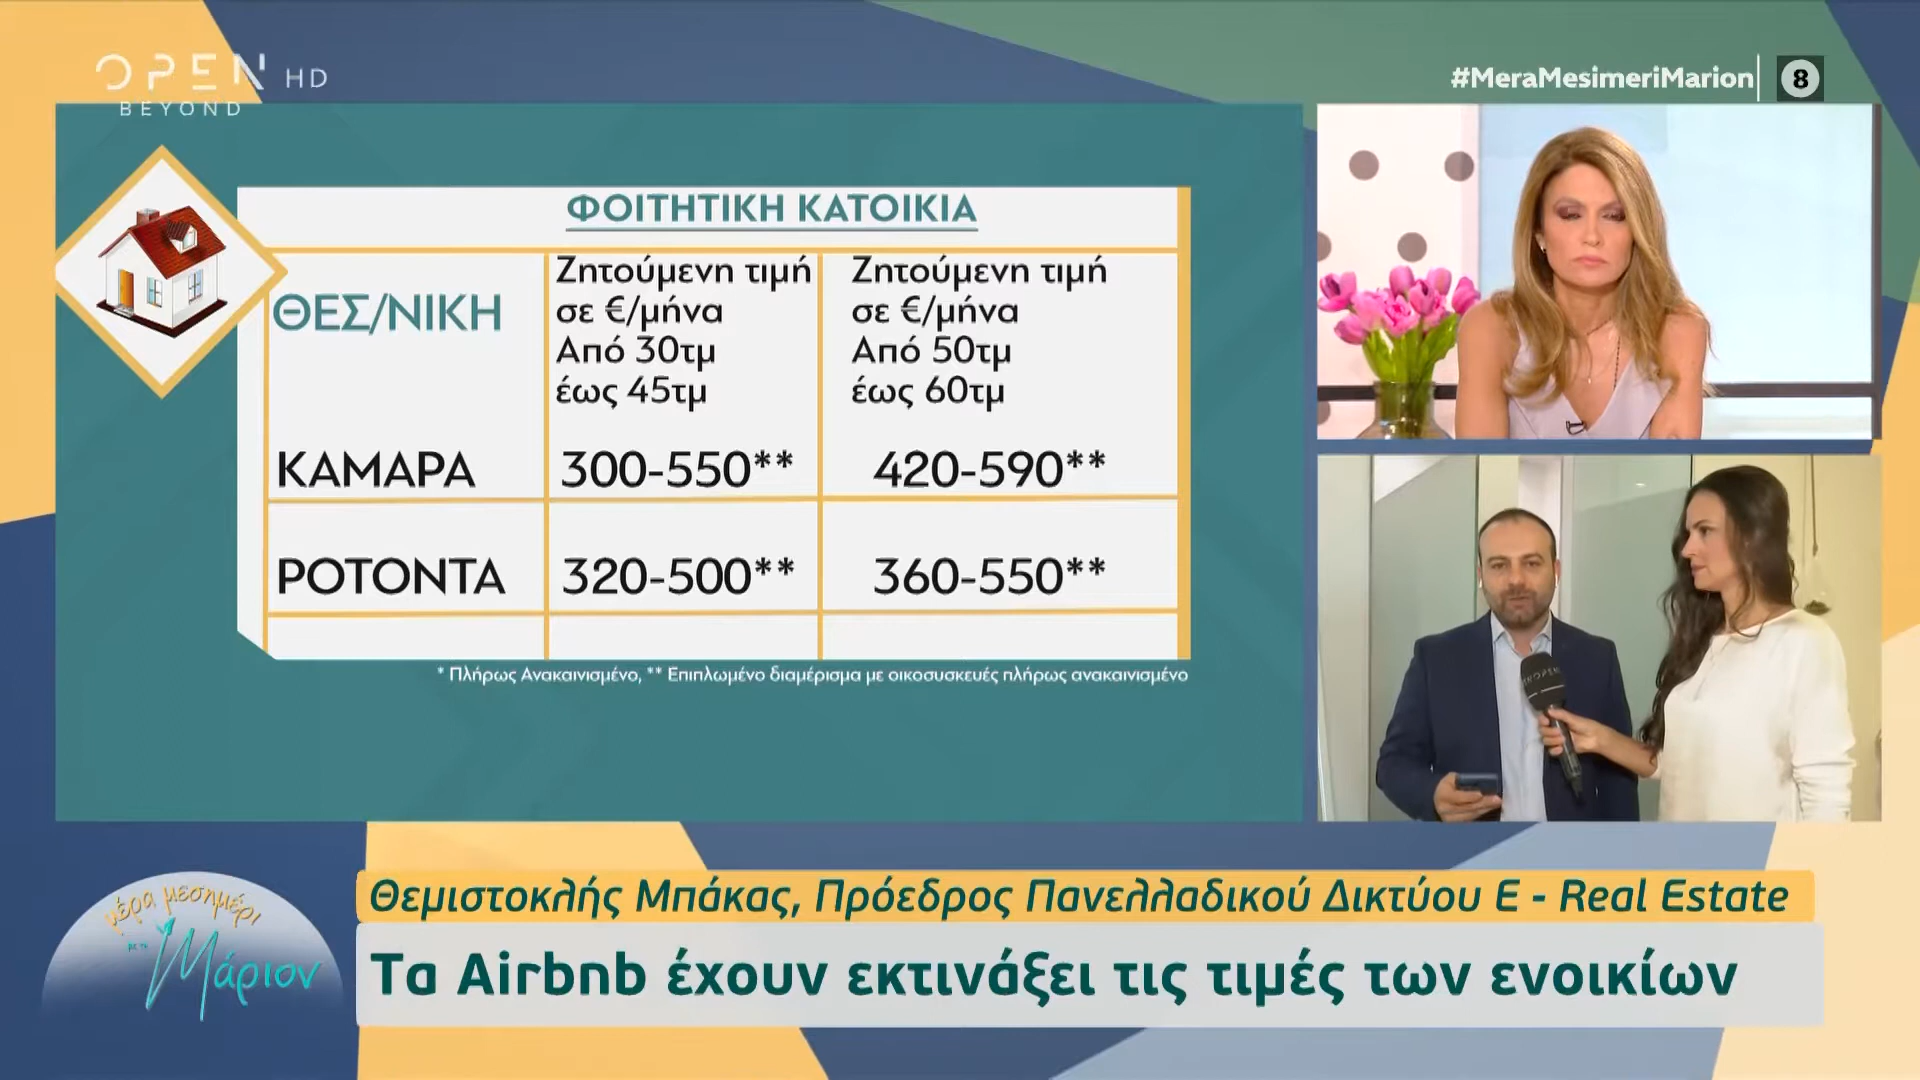 OPEN HD
BEYOND
#MeraMesimeriMarion 8
ΦΟΙΤΗΤΙΚΗ ΚΑΤΟΙΚΙΑ
ΘΕΣ/ΝΙΚΗ
Ζητούμενη τιμή
σε €/μήνα
Από 30τμ
έως 45τμ
Ζητούμενη τιμή
σε €/μήνα
Από 50τμ
έως 60τμ
ΚΑΜΑΡΑ 300-550** 420-590**
ΡΟΤΟΝΤΑ 320-500** 360-550**
* Πλήρως Ανακαινισμένο, ** Επιπλωμένο διαμέρισμα με οικοσυσκευές πλήρως ανακαινισμένο
OPEN
Θεμιστοκλής Μπάκας, Πρόεδρος Πανελλαδικού Δικτύου E - Real Estate
Τα Airbnb έχουν εκτινάξει τις τιμές των ενοικίων
μέρα μεσημέρι
με τη
Μάριον